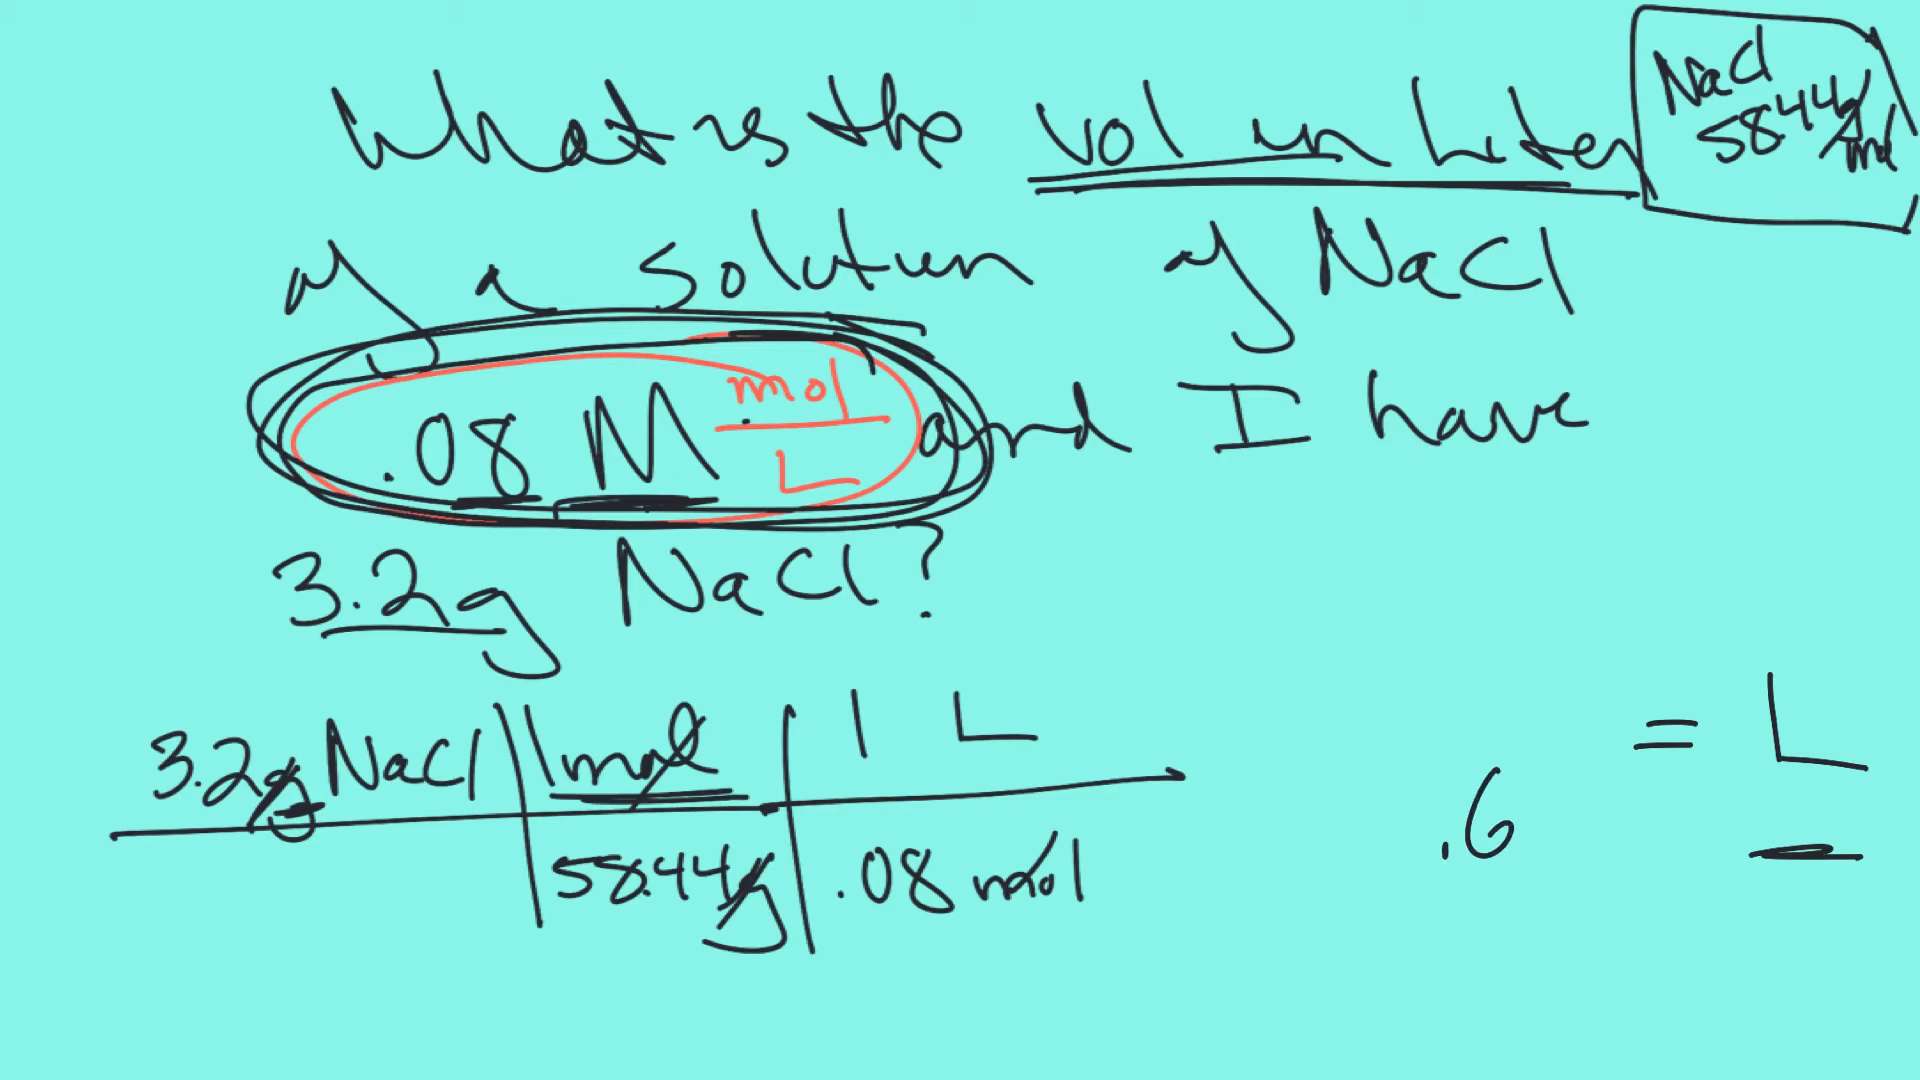 What is the vol in Liter
of a solution of NaCl
.08 M mol/L and I have
3.2g NaCl?
NaCl
58.44g/mol
3.2g NaCl | 1 mol | 1 L
58.44g | .08 mol
= L
.6